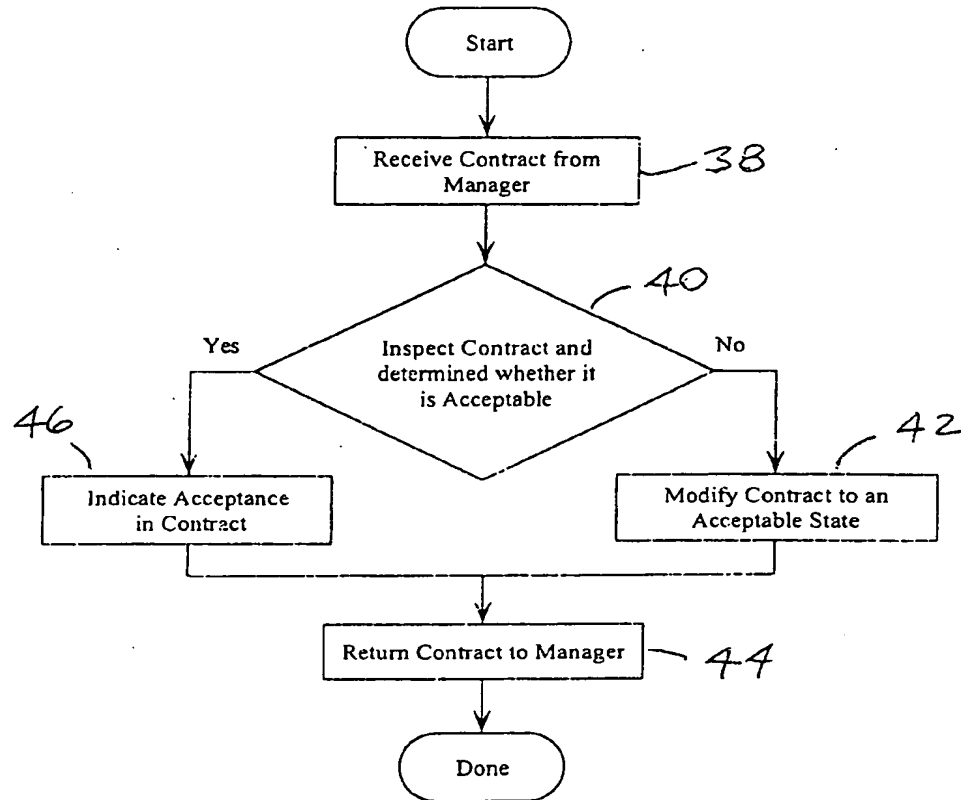 Start
Receive Contract from
Manager
38
40
Yes
Inspect Contract and
determined whether it
is Acceptable
No
46
42
Indicate Acceptance
in Contract
Modify Contract to an
Acceptable State
Return Contract to Manager
44
Done